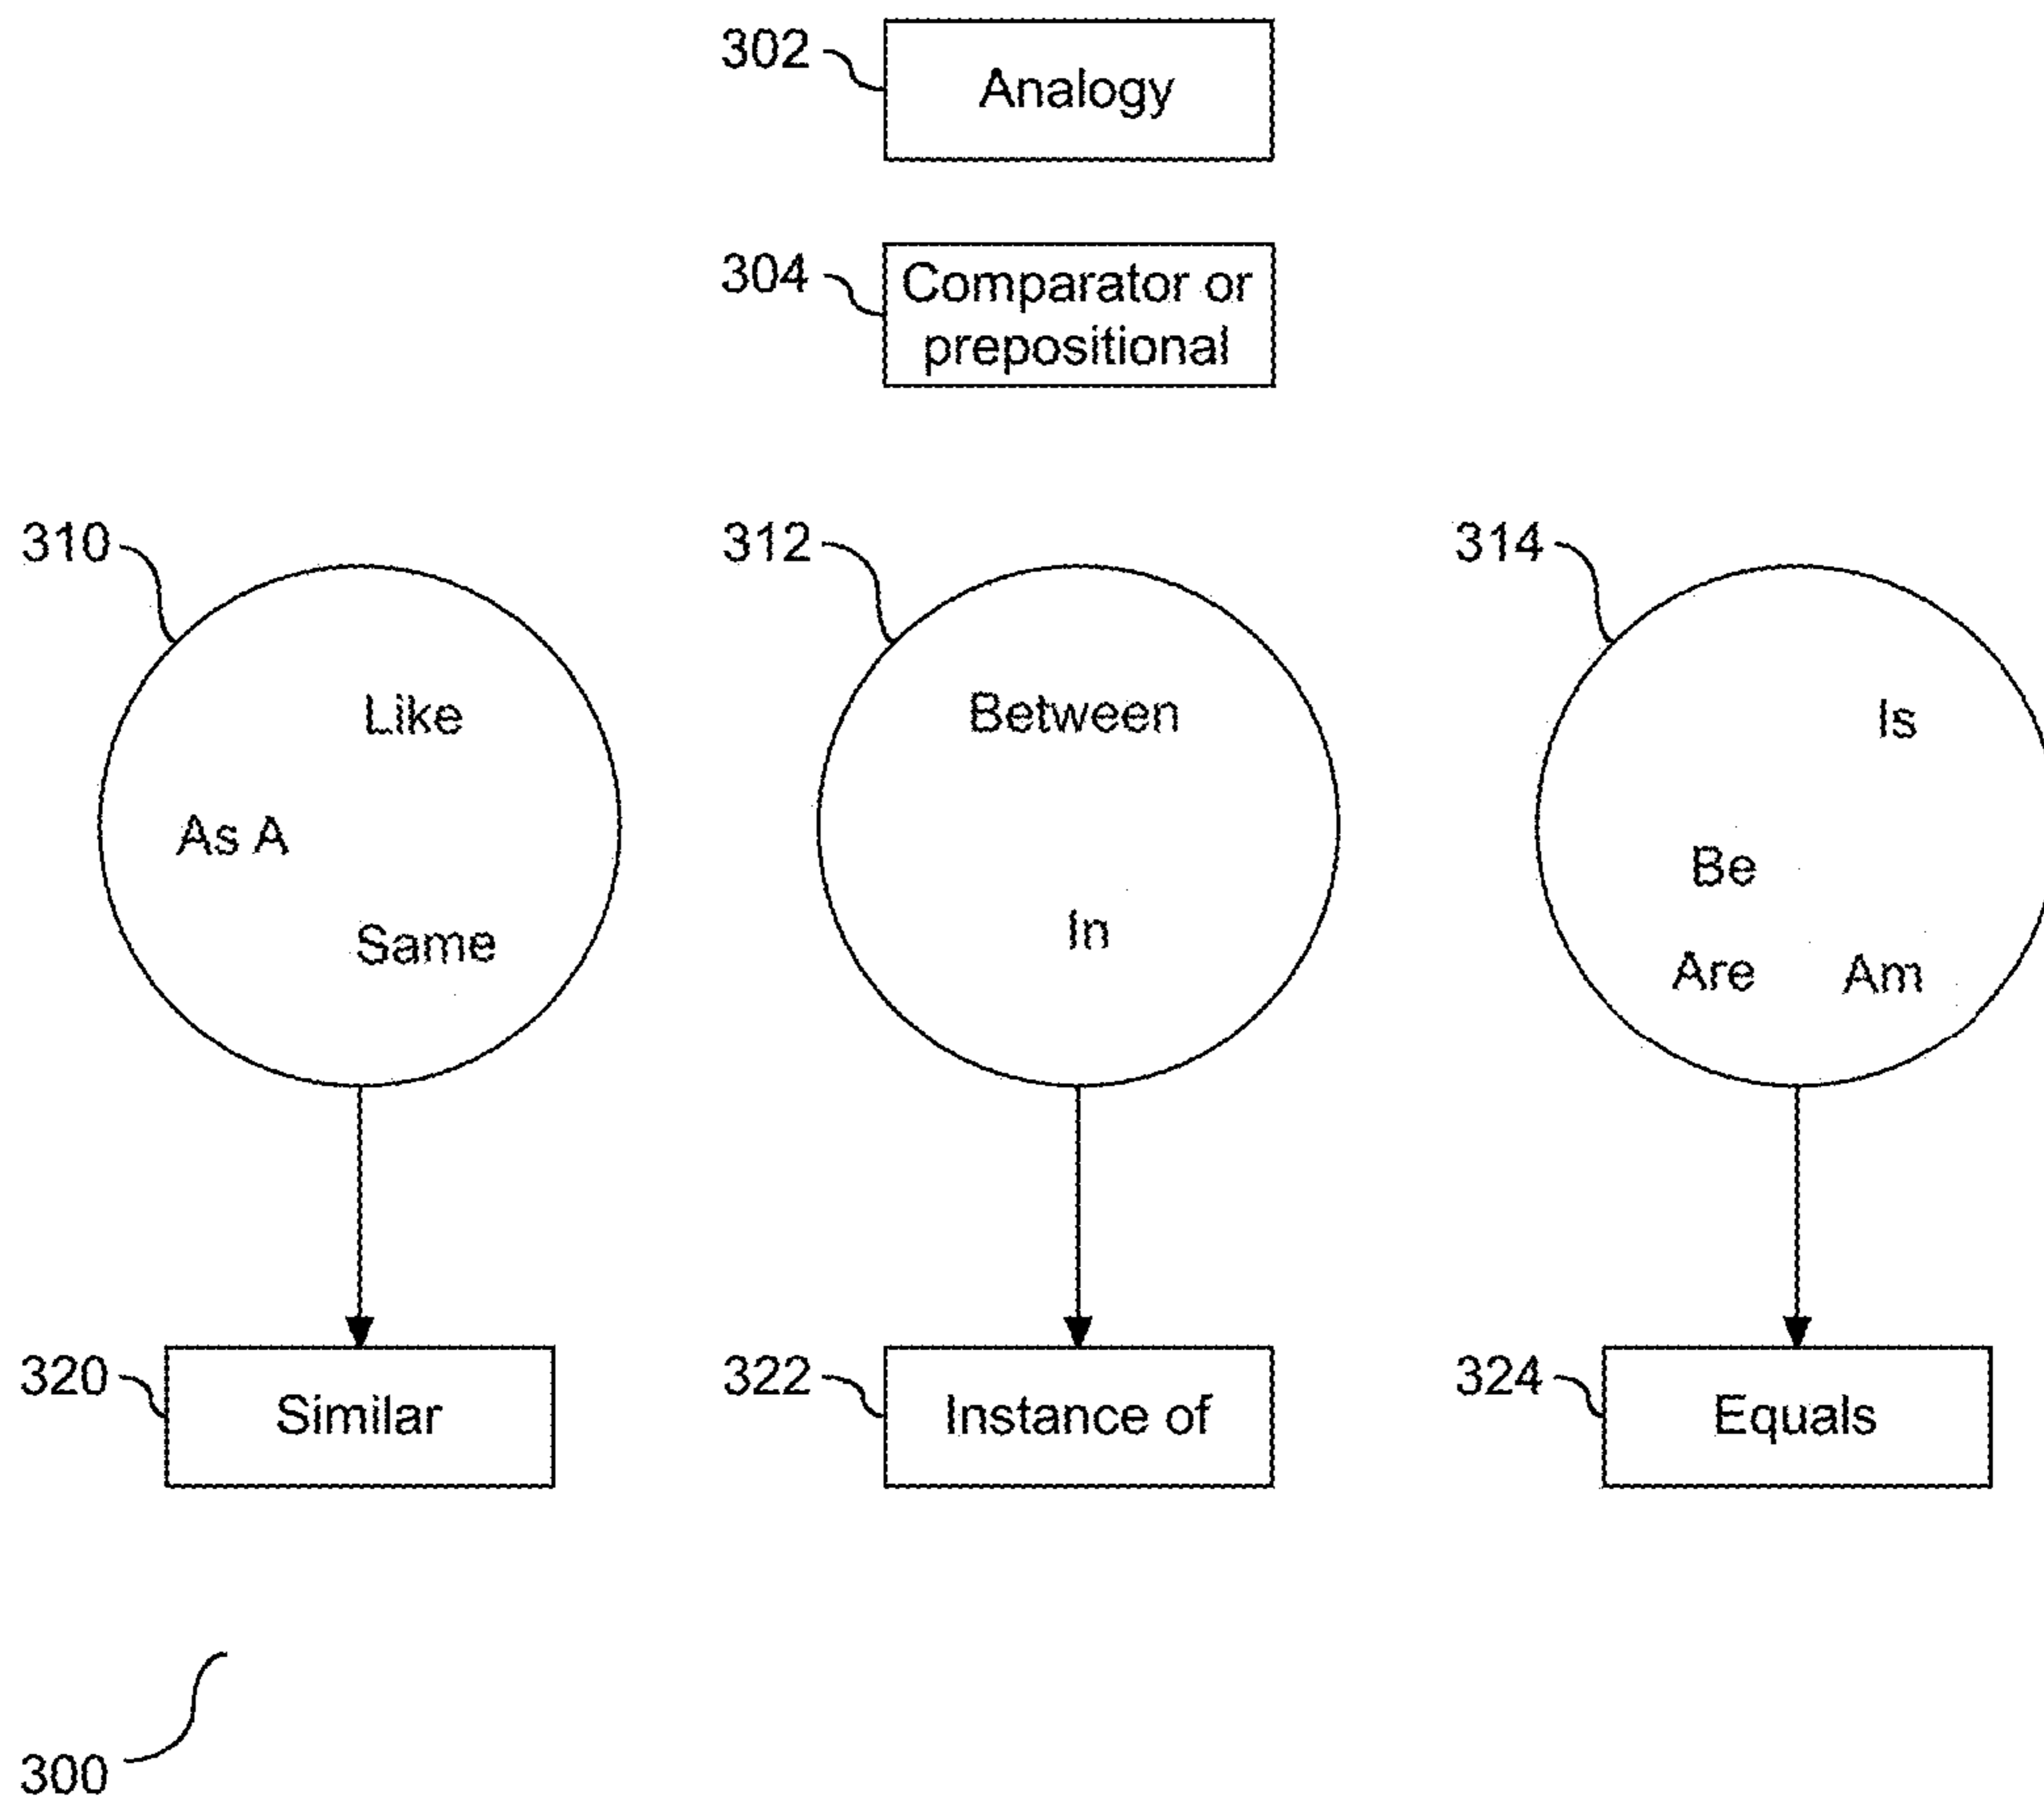 302
Analogy
304
Comparator or
prepositional
310
312
314
Like
Between
Is
As A
Be
Same
In
Are
Am
320
Similar
322
Instance of
324
Equals
300